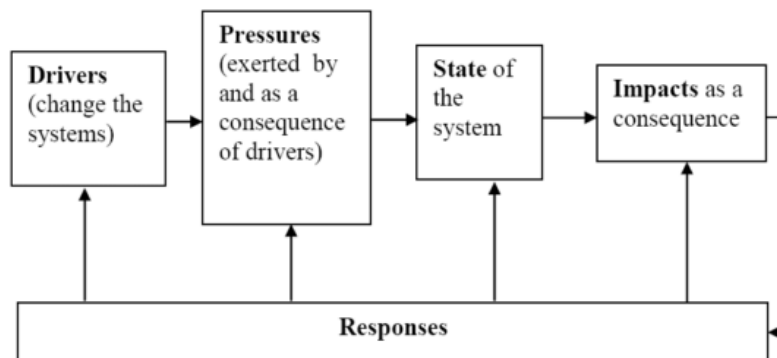 Drivers
(change the
systems)
Pressures
(exerted by
and as a
consequence
of drivers)
State of
the
system
Impacts as a
consequence
Responses